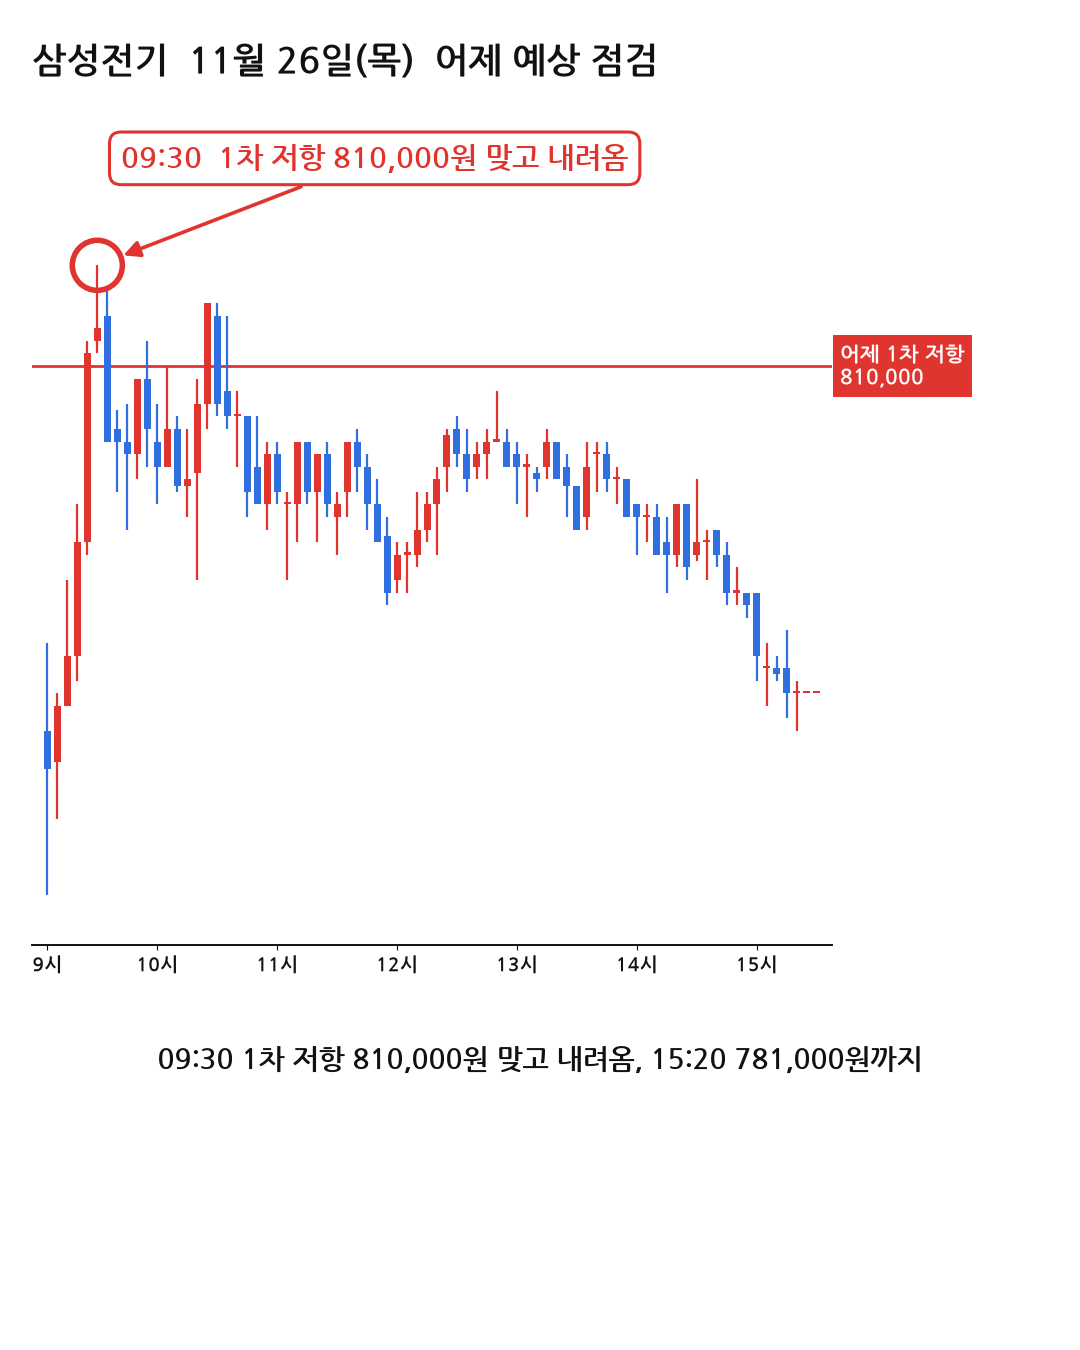 삼성전기 11월 26일(목) 어제 예상 점검
09:30 1차 저항 810,000원 맞고 내려옴
어제 1차 저항
810,000
9시 10시 11시 12시 13시 14시 15시
09:30 1차 저항 810,000원 맞고 내려옴, 15:20 781,000원까지